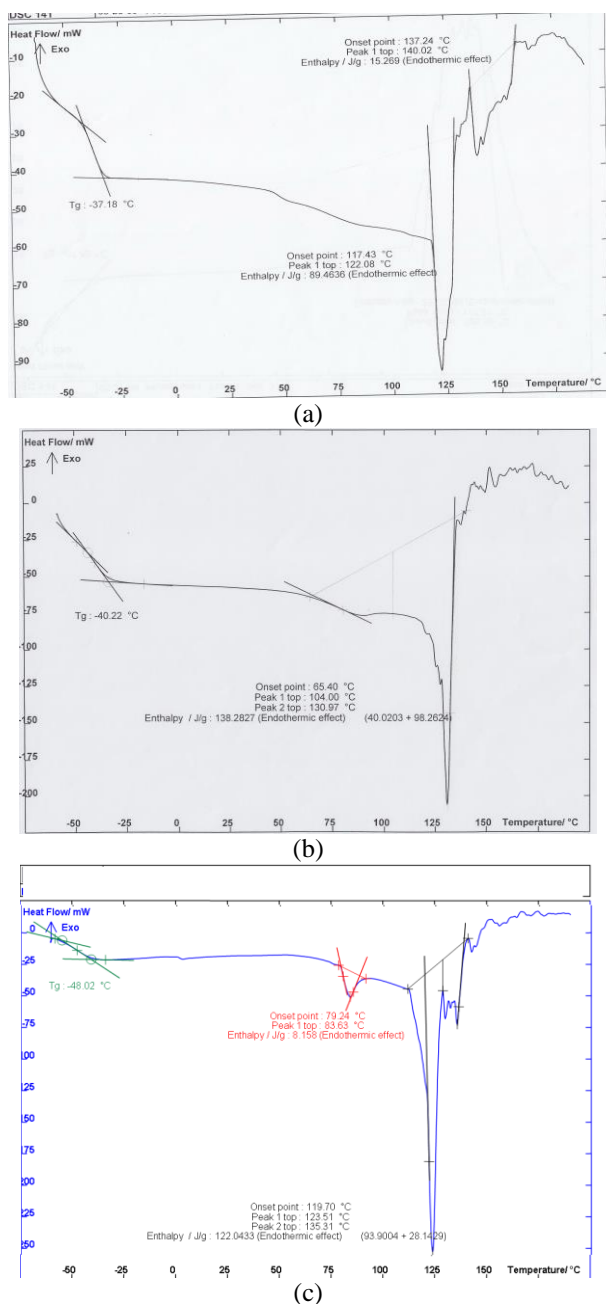 DSC 141
Heat Flow/ mW
Exo
Onset point : 137.24 °C
Peak 1 top : 140.02 °C
Enthalpy / J/g : 15.269 (Endothermic effect)
-10
-20
-30
-40
Tg : -37.18 °C
-50
Onset point : 117.43 °C
Peak 1 top : 122.08 °C
Enthalpy / J/g : 89.4636 (Endothermic effect)
-60
-70
-80
-90
Temperature/ °C
-50 -25 0 25 50 75 100 125 150
(a)
Heat Flow/ mW
Exo
25
0
-25
-50
-75
Tg : -40.22 °C
-100
Onset point : 65.40 °C
Peak 1 top : 104.00 °C
Peak 2 top : 130.97 °C
Enthalpy / J/g : 138.2827 (Endothermic effect) (40.0203 + 98.2624)
-125
-150
-175
-200
-50 -25 0 25 50 75 100 125 150 Temperature/ °C
(b)
Heat Flow/ mW
Exo
0
-25
Tg : -48.02 °C
-50
Onset point : 79.24 °C
Peak 1 top : 83.63 °C
Enthalpy / J/g : 8.158 (Endothermic effect)
-75
-100
-125
-150
-175
-200
Onset point : 119.70 °C
Peak 1 top : 123.51 °C
Peak 2 top : 135.31 °C
Enthalpy / J/g : 122.0433 (Endothermic effect) (93.9004 + 28.1429)
-225
-250
-50 -25 0 25 50 75 100 125 150 Temperature/ °C
(c)